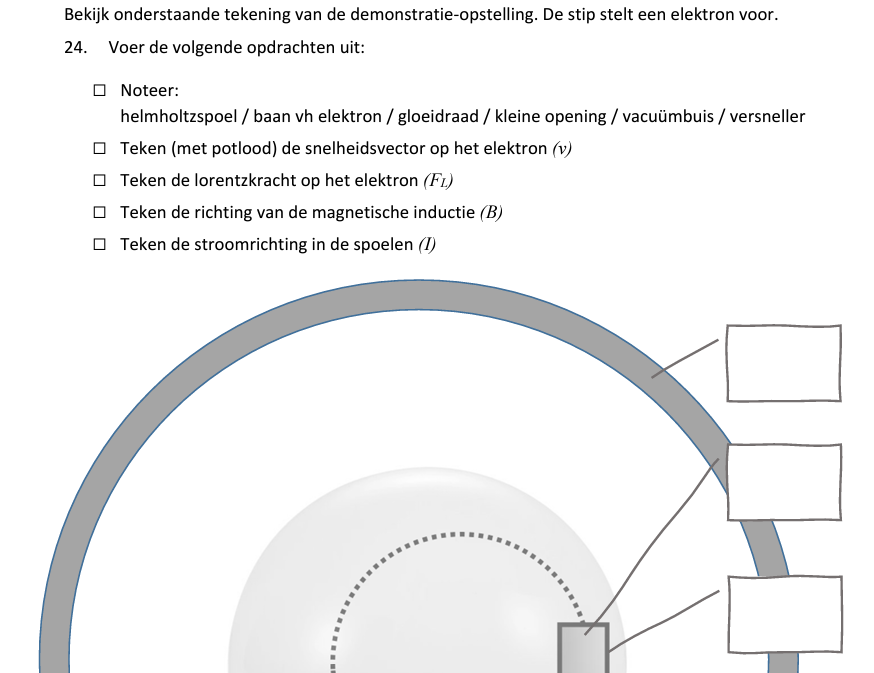 Bekijk onderstaande tekening van de demonstratie-opstelling. De stip stelt een elektron voor.
24. Voer de volgende opdrachten uit:
☐ Noteer:
helmholtzspoel / baan vh elektron / gloeidraad / kleine opening / vacuümbuis / versneller
☐ Teken (met potlood) de snelheidsvector op het elektron (v)
☐ Teken de lorentzkracht op het elektron (FL)
☐ Teken de richting van de magnetische inductie (B)
☐ Teken de stroomrichting in de spoelen (I)